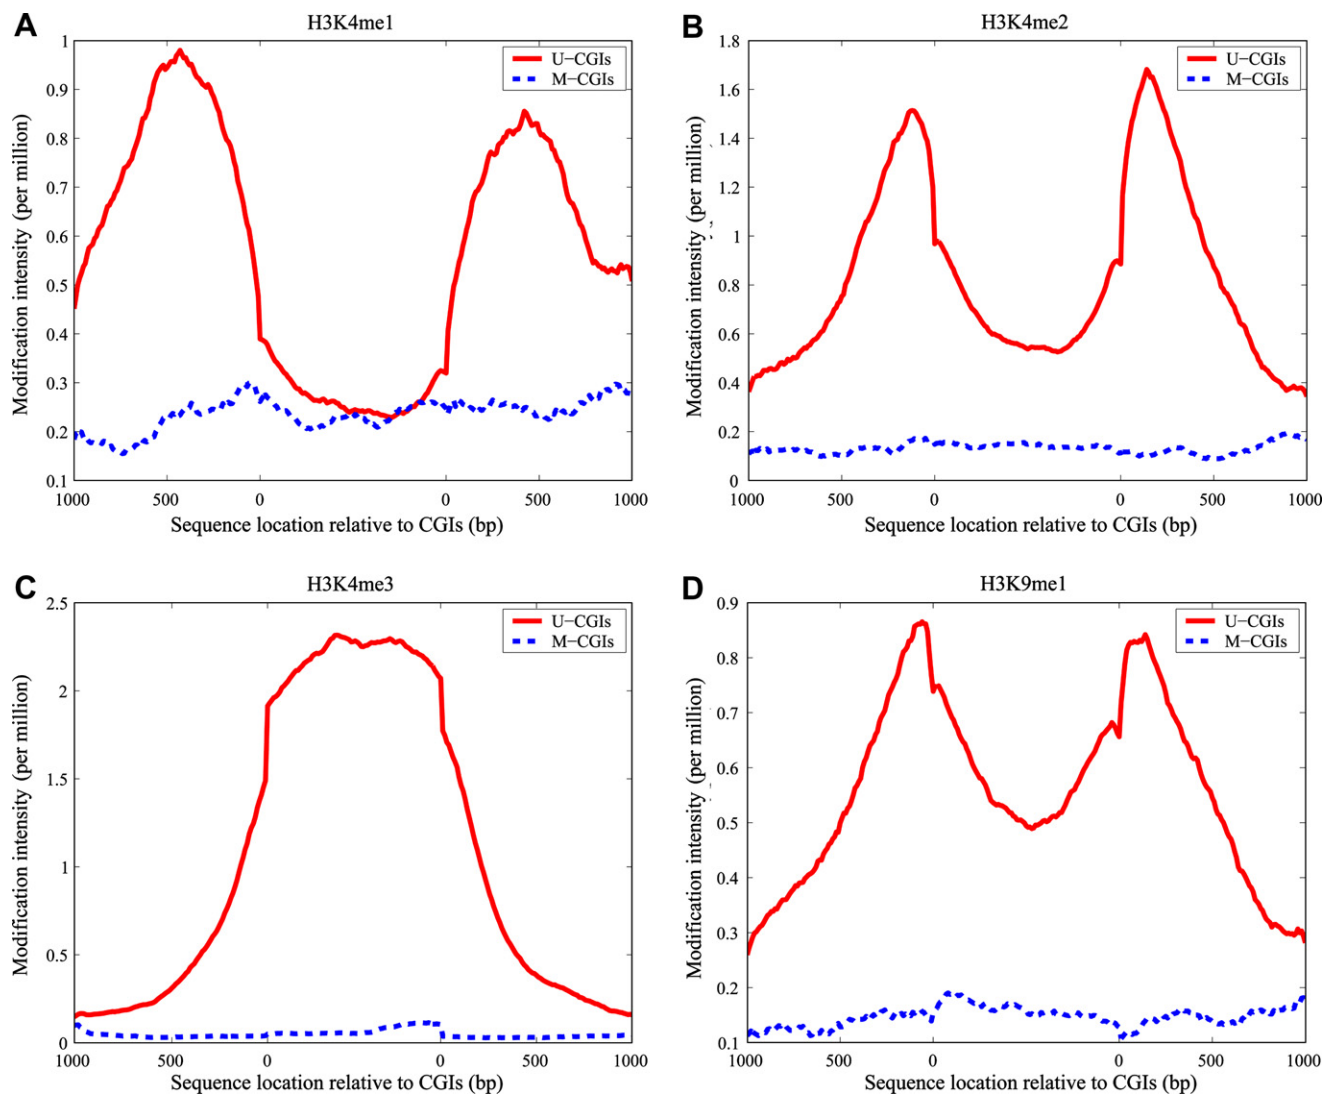 A
H3K4me1
Modification intensity (per million)
1
0.9
0.8
0.7
0.6
0.5
0.4
0.3
0.2
0.1
U−CGIs
M−CGIs
1000 500 0 0 500 1000
Sequence location relative to CGIs (bp)
B
H3K4me2
Modification intensity (per million)
1.8
1.6
1.4
1.2
1
0.8
0.6
0.4
0.2
0
U−CGIs
M−CGIs
1000 500 0 0 500 1000
Sequence location relative to CGIs (bp)
C
H3K4me3
Modification intensity (per million)
2.5
2
1.5
1
0.5
0
U−CGIs
M−CGIs
1000 500 0 0 500 1000
Sequence location relative to CGIs (bp)
D
H3K9me1
Modification intensity (per million)
0.9
0.8
0.7
0.6
0.5
0.4
0.3
0.2
0.1
U−CGIs
M−CGIs
1000 500 0 0 500 1000
Sequence location relative to CGIs (bp)